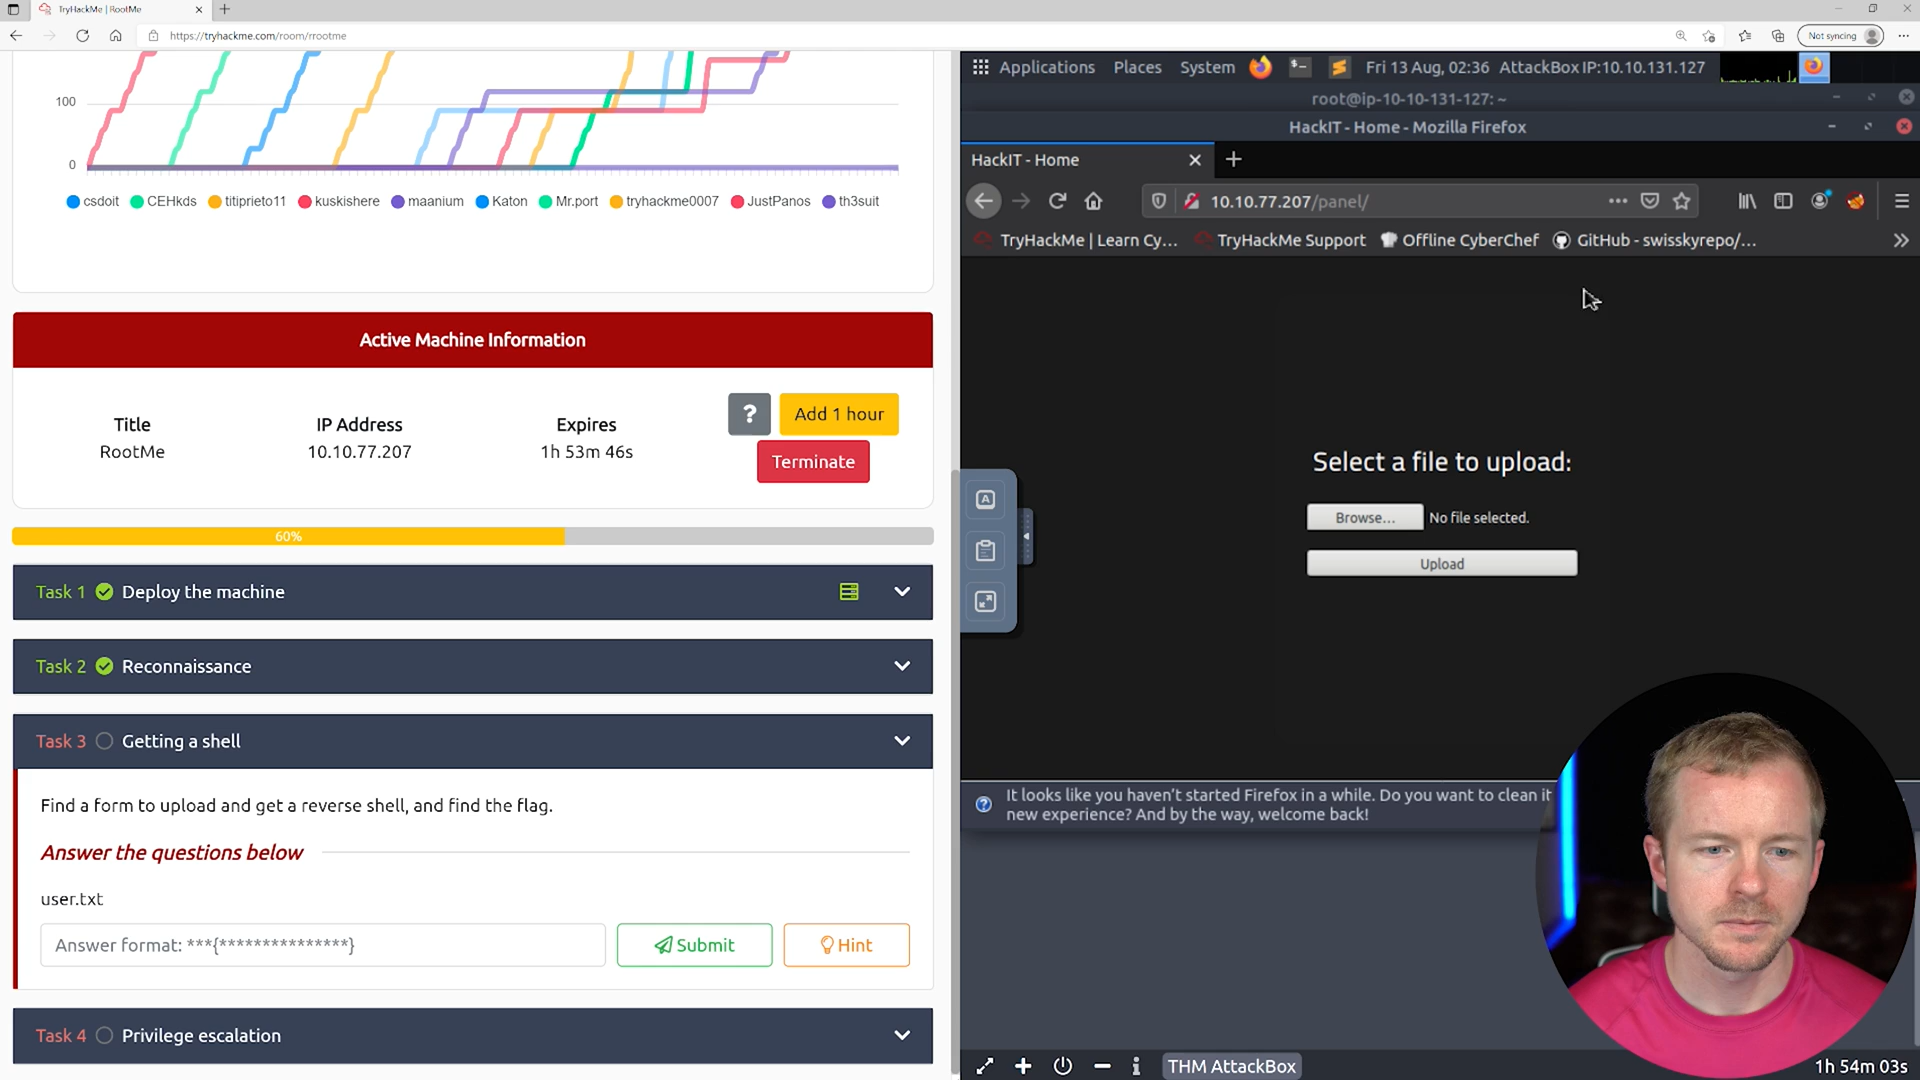 TryHackMe | RootMe
https://tryhackme.com/room/rrootme
Not syncing
100
0
csdoit CEHkds titiprieto11 kuskishere maanium Katon Mr.port tryhackme0007 JustPanos th3suit
Active Machine Information
Title
RootMe
IP Address
10.10.77.207
Expires
1h 53m 46s
?
Add 1 hour
Terminate
60%
Task 1 Deploy the machine
Task 2 Reconnaissance
Task 3 Getting a shell
Find a form to upload and get a reverse shell, and find the flag.
Answer the questions below
user.txt
Answer format: ***{***************}
Submit
Hint
Task 4 Privilege escalation
Applications Places System Fri 13 Aug, 02:36 AttackBox IP:10.10.131.127
root@ip-10-10-131-127: ~
HackIT - Home - Mozilla Firefox
HackIT - Home
10.10.77.207/panel/
TryHackMe | Learn Cy... TryHackMe Support Offline CyberChef GitHub - swisskyrepo/...
Select a file to upload:
Browse... No file selected.
Upload
A
It looks like you haven't started Firefox in a while. Do you want to clean it
new experience? And by the way, welcome back!
THM AttackBox
1h 54m 03s